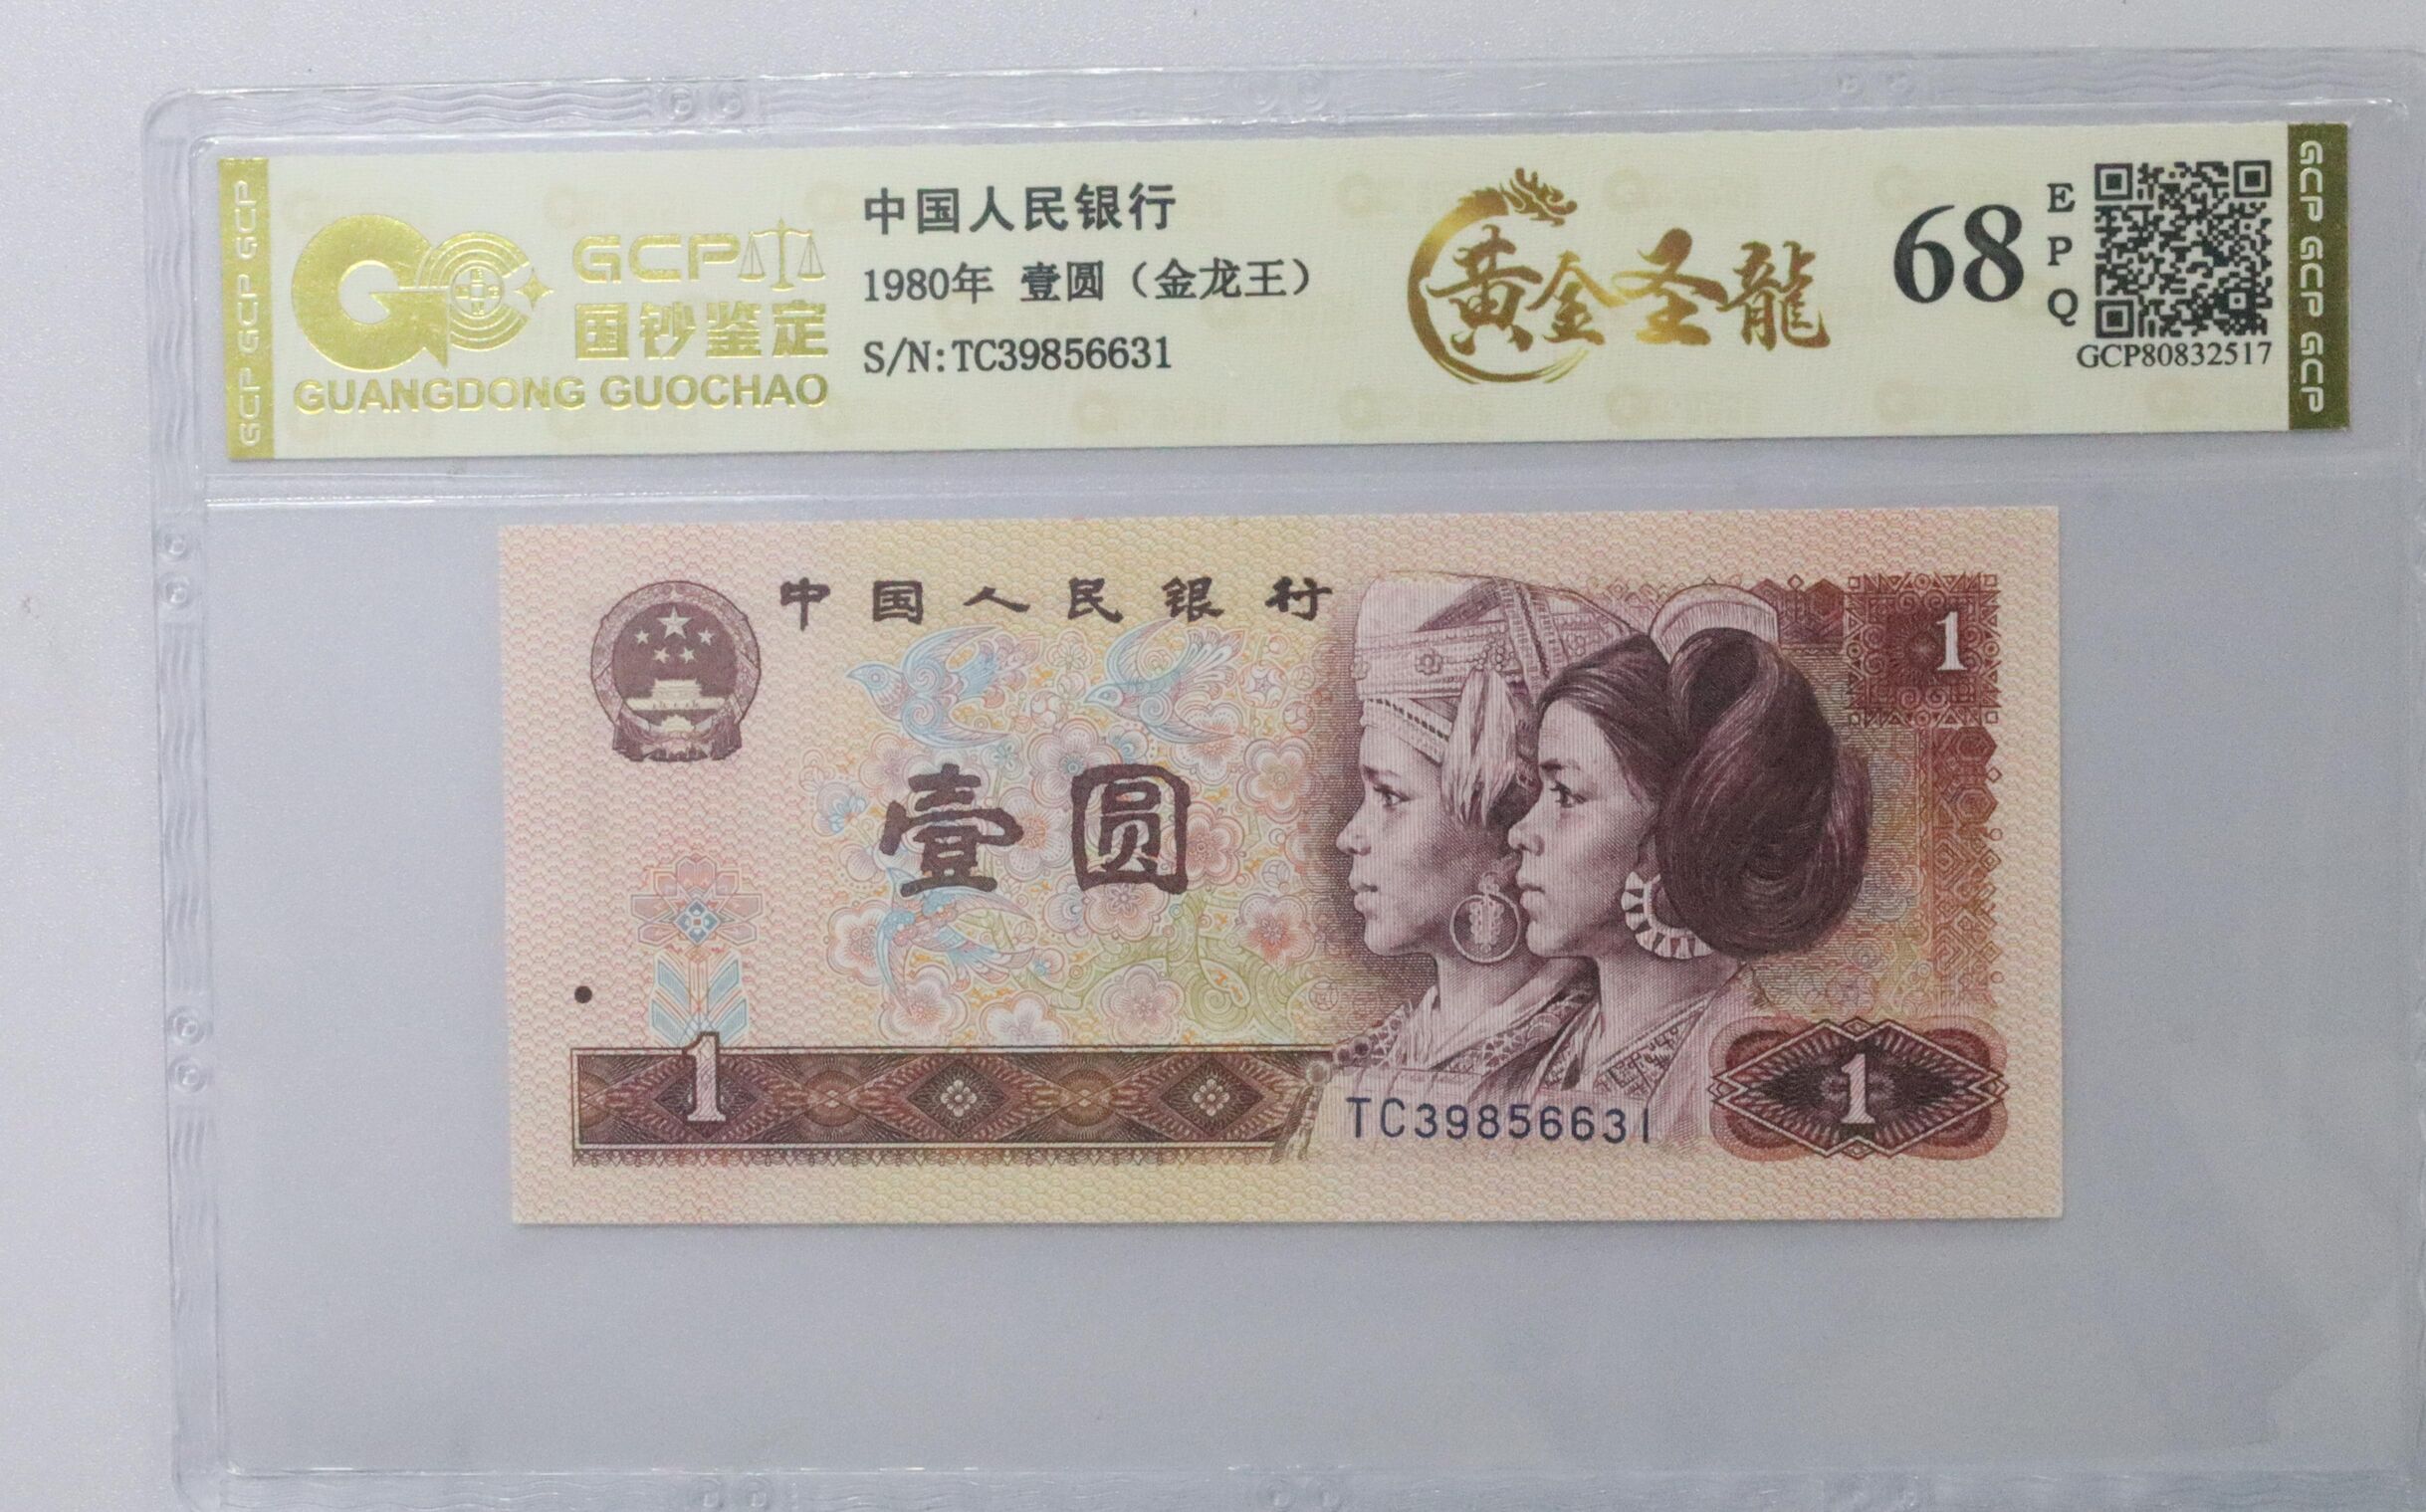 GCP GCP GCP
GCP
国钞鉴定
GUANGDONG GUOCHAO
中国人民银行
1980年 壹圆（金龙王）
S/N:TC39856631
黄金圣龍
68
E
P
Q
GCP80832517
GCP GCP GCP
中国人民银行
1
壹圆
1
TC39856631
1